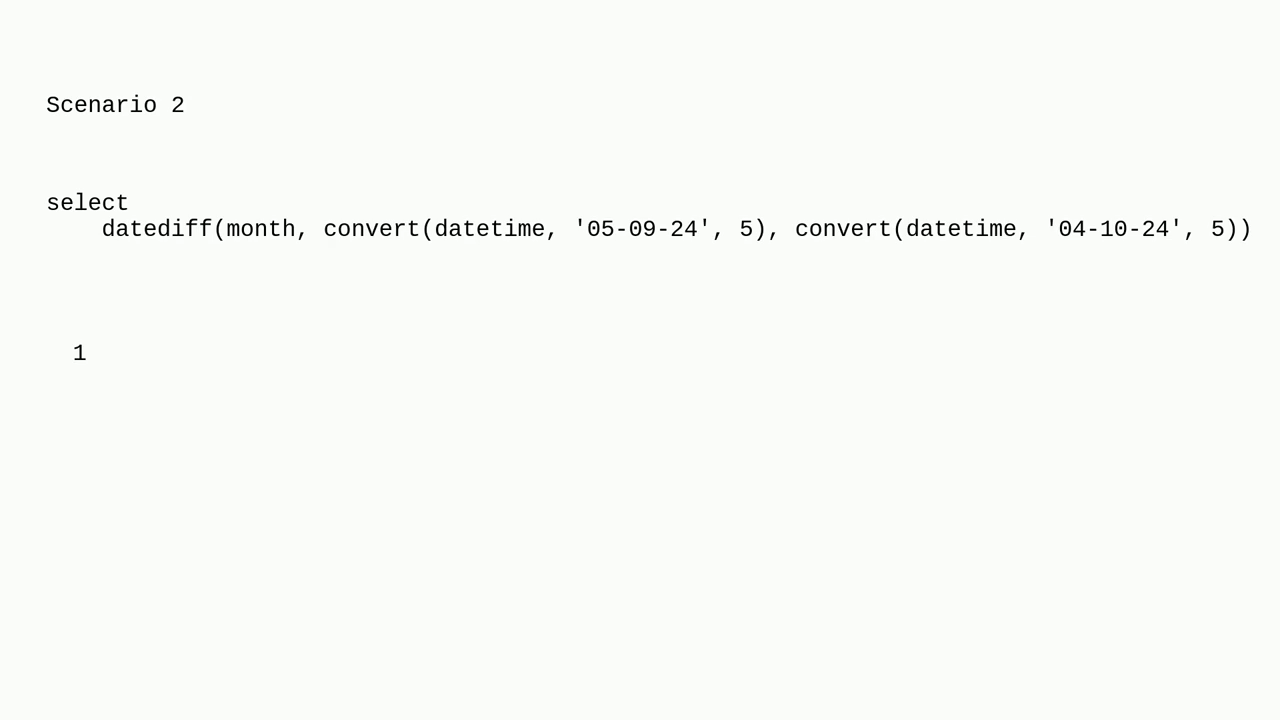 Scenario 2
select
datediff(month, convert(datetime, '05-09-24', 5), convert(datetime, '04-10-24', 5))
1